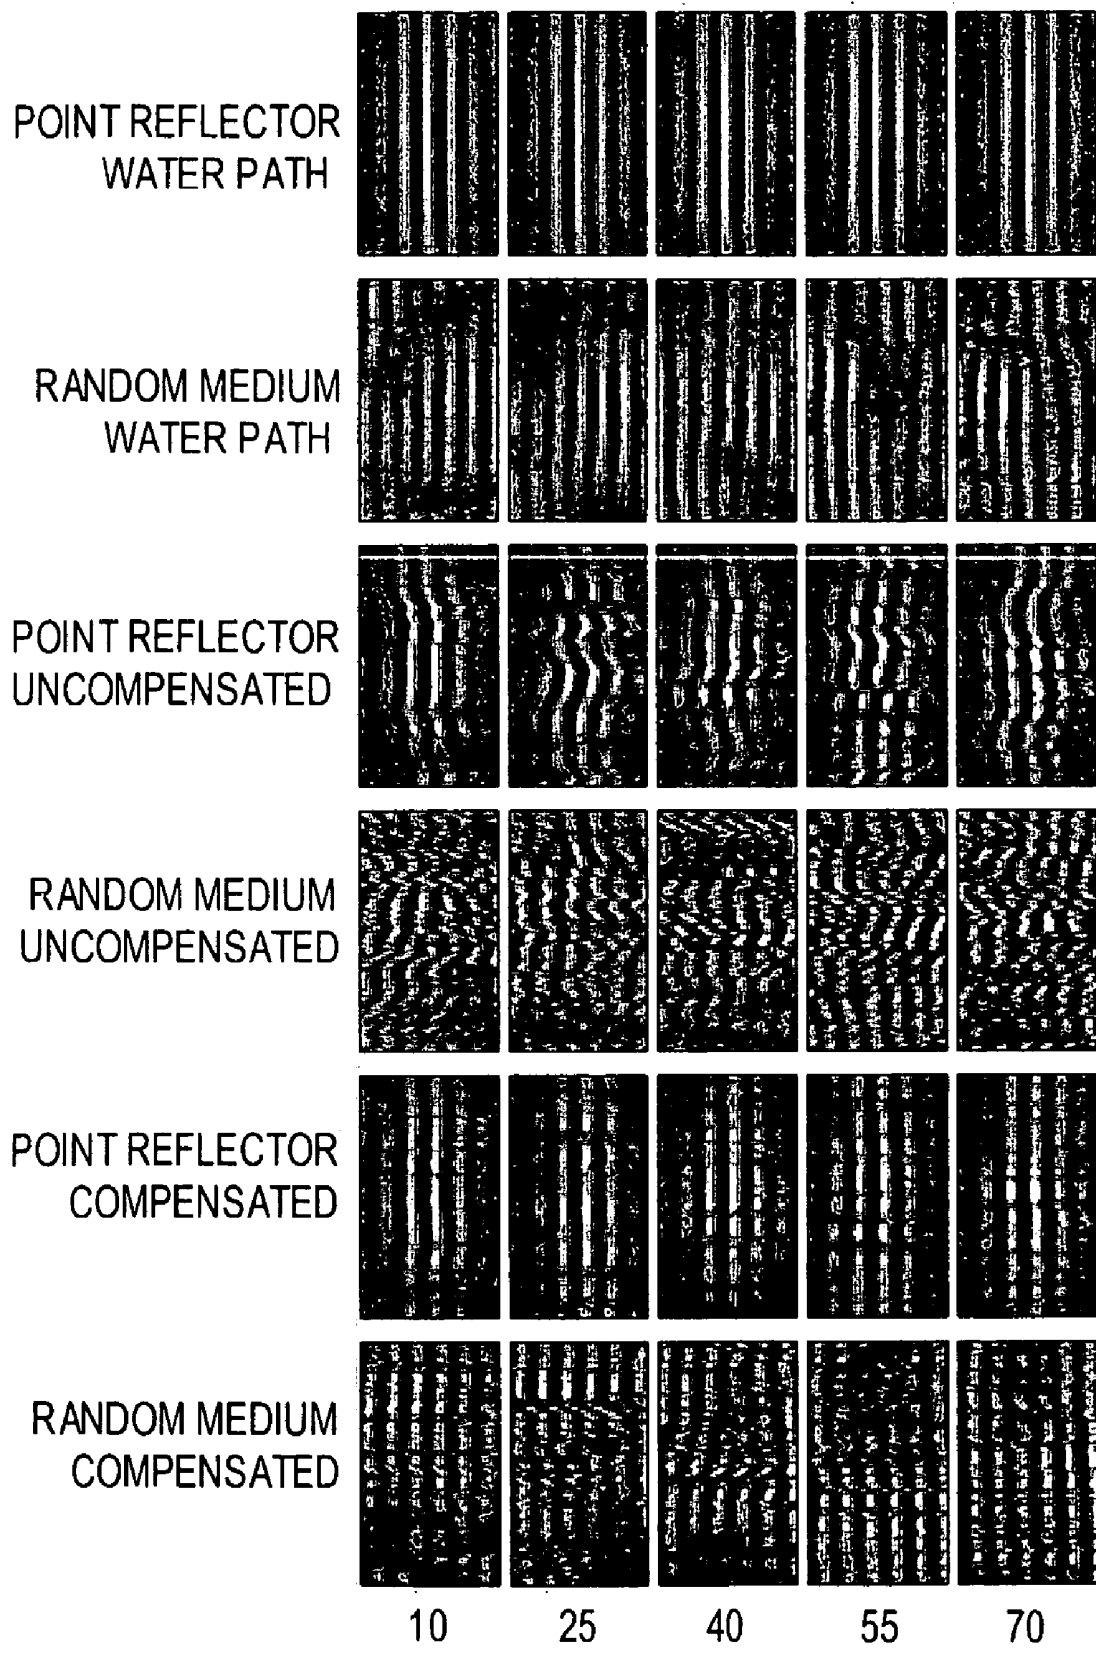 POINT REFLECTOR
WATER PATH
RANDOM MEDIUM
WATER PATH
POINT REFLECTOR
UNCOMPENSATED
RANDOM MEDIUM
UNCOMPENSATED
POINT REFLECTOR
COMPENSATED
RANDOM MEDIUM
COMPENSATED
10 25 40 55 70